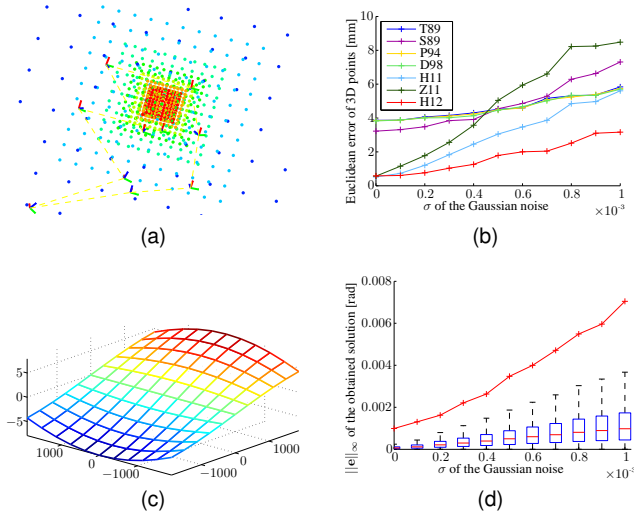 10
8
6
4
2
0
Euclidean error of 3D points [mm]
T89
S89
P94
D98
H11
Z11
H12
0 0.2 0.4 0.6 0.8 1
σ of the Gaussian noise ×10⁻³
(a)
(b)
5
0
−5
1000
0
−1000
−1000
0
1000
0.008
0.006
0.004
0.002
0
||e||∞ of the obtained solution [rad]
0 0.2 0.4 0.6 0.8 1
σ of the Gaussian noise ×10⁻³
(c)
(d)